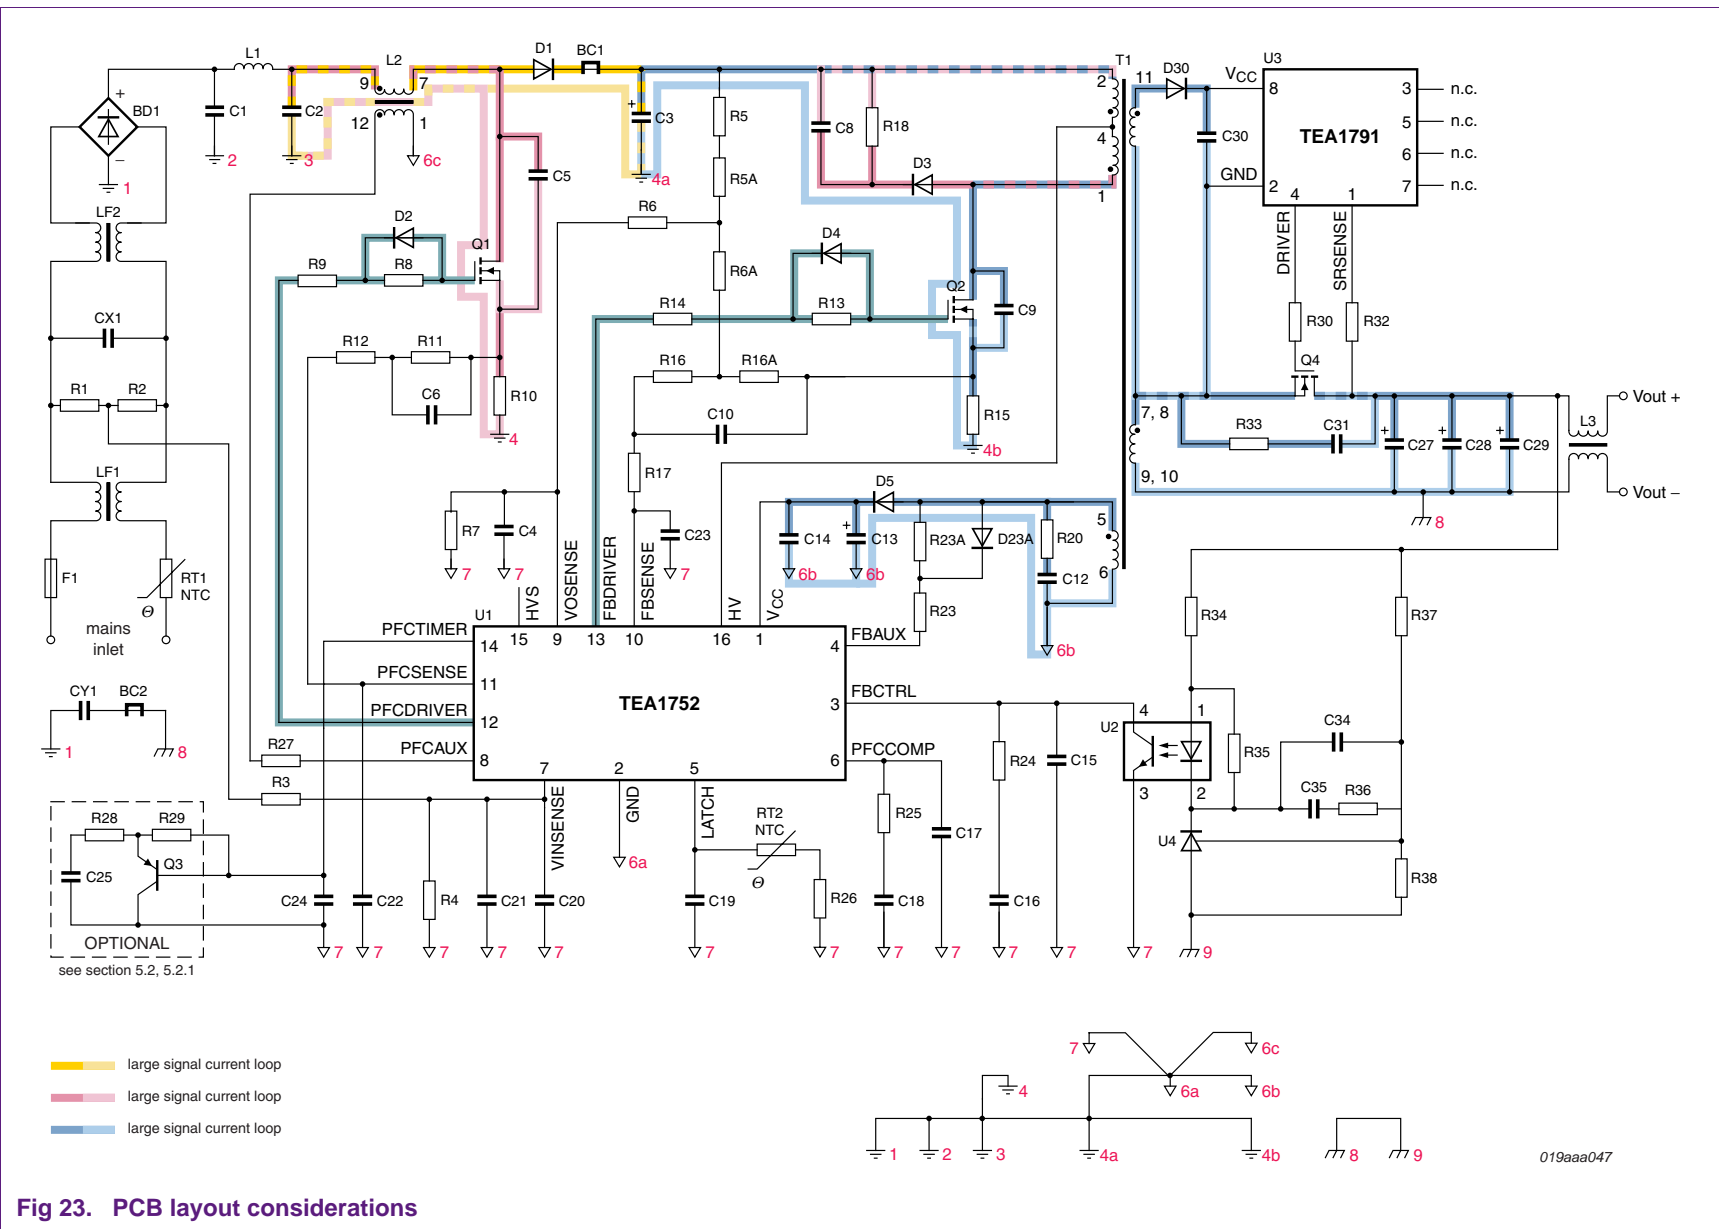 L1
L2
D1
BC1
T1
U3
D30
VCC
8
3
n.c.
9
7
2
11
TEA1791
5
n.c.
6
n.c.
7
n.c.
GND
2
4
1
DRIVER
SRSENSE
+
BD1
−
1
C1
2
C2
3
12
1
6c
C5
+
C3
4a
R5
R5A
R6
R6A
C8
R18
D3
4
1
C30
LF2
D2
Q1
R9
R8
D4
R14
R13
Q2
C9
R30
R32
Q4
CX1
R12
R11
C6
R10
4
R16
R16A
C10
R15
4b
R1
R2
7, 8
R33
C31
+
C27
+
C28
+
C29
L3
Vout +
Vout −
9, 10
8
LF1
R17
R7
7
C4
7
C23
7
D5
C14
6b
+
C13
6b
R23A
D23A
R20
C12
5
6
6b
R23
F1
RT1
NTC
Θ
mains
inlet
HVS
VOSENSE
FBDRIVER
FBSENSE
HV
VCC
U1
15
9
13
10
16
1
PFCTIMER
14
PFCSENSE
11
PFCDRIVER
12
PFCAUX
8
TEA1752
4
FBAUX
3
FBCTRL
6
PFCCOMP
7
2
5
VINSENSE
GND
LATCH
6a
CY1
BC2
1
8
R27
R3
R34
R37
U2
4
1
3
2
R35
C34
C35
R36
U4
R38
R24
C15
R25
C17
RT2
NTC
Θ
R28
R29
Q3
C25
OPTIONAL
see section 5.2, 5.2.1
C24
C22
R4
C21
C20
C19
R26
C18
C16
7
7
7
7
7
7
7
7
7
7
7
7
9
large signal current loop
large signal current loop
large signal current loop
7
6c
6a
6b
4
1
2
3
4a
4b
8
9
019aaa047
Fig 23. PCB layout considerations